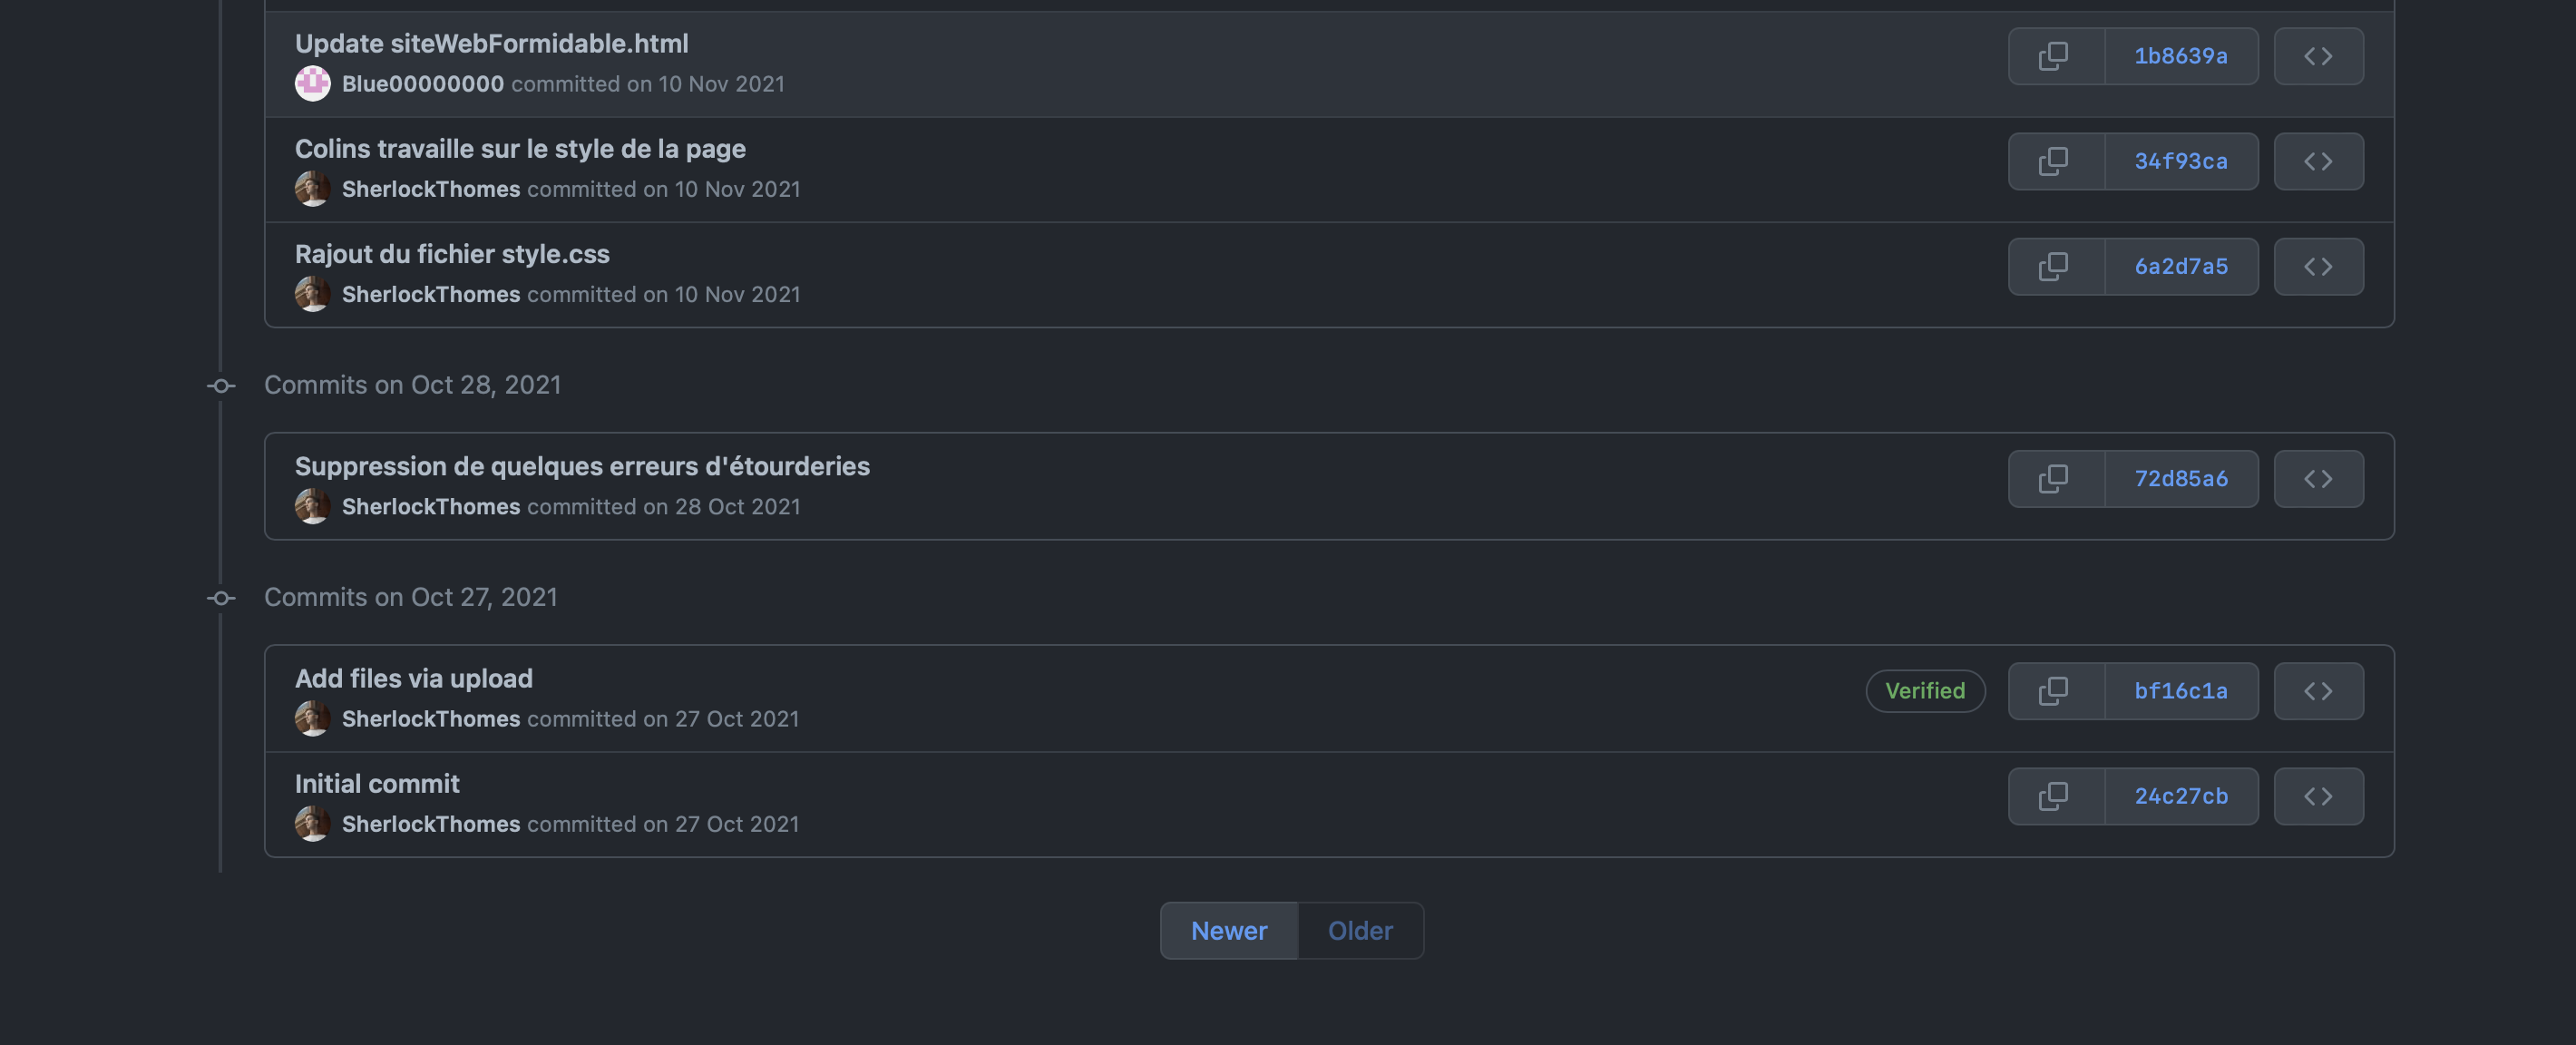 Update siteWebFormidable.html
1b8639a
Blue00000000 committed on 10 Nov 2021
Colins travaille sur le style de la page
34f93ca
SherlockThomes committed on 10 Nov 2021
Rajout du fichier style.css
6a2d7a5
SherlockThomes committed on 10 Nov 2021
Commits on Oct 28, 2021
Suppression de quelques erreurs d'étourderies
72d85a6
SherlockThomes committed on 28 Oct 2021
Commits on Oct 27, 2021
Add files via upload
Verified bf16c1a
SherlockThomes committed on 27 Oct 2021
Initial commit
24c27cb
SherlockThomes committed on 27 Oct 2021
Newer Older